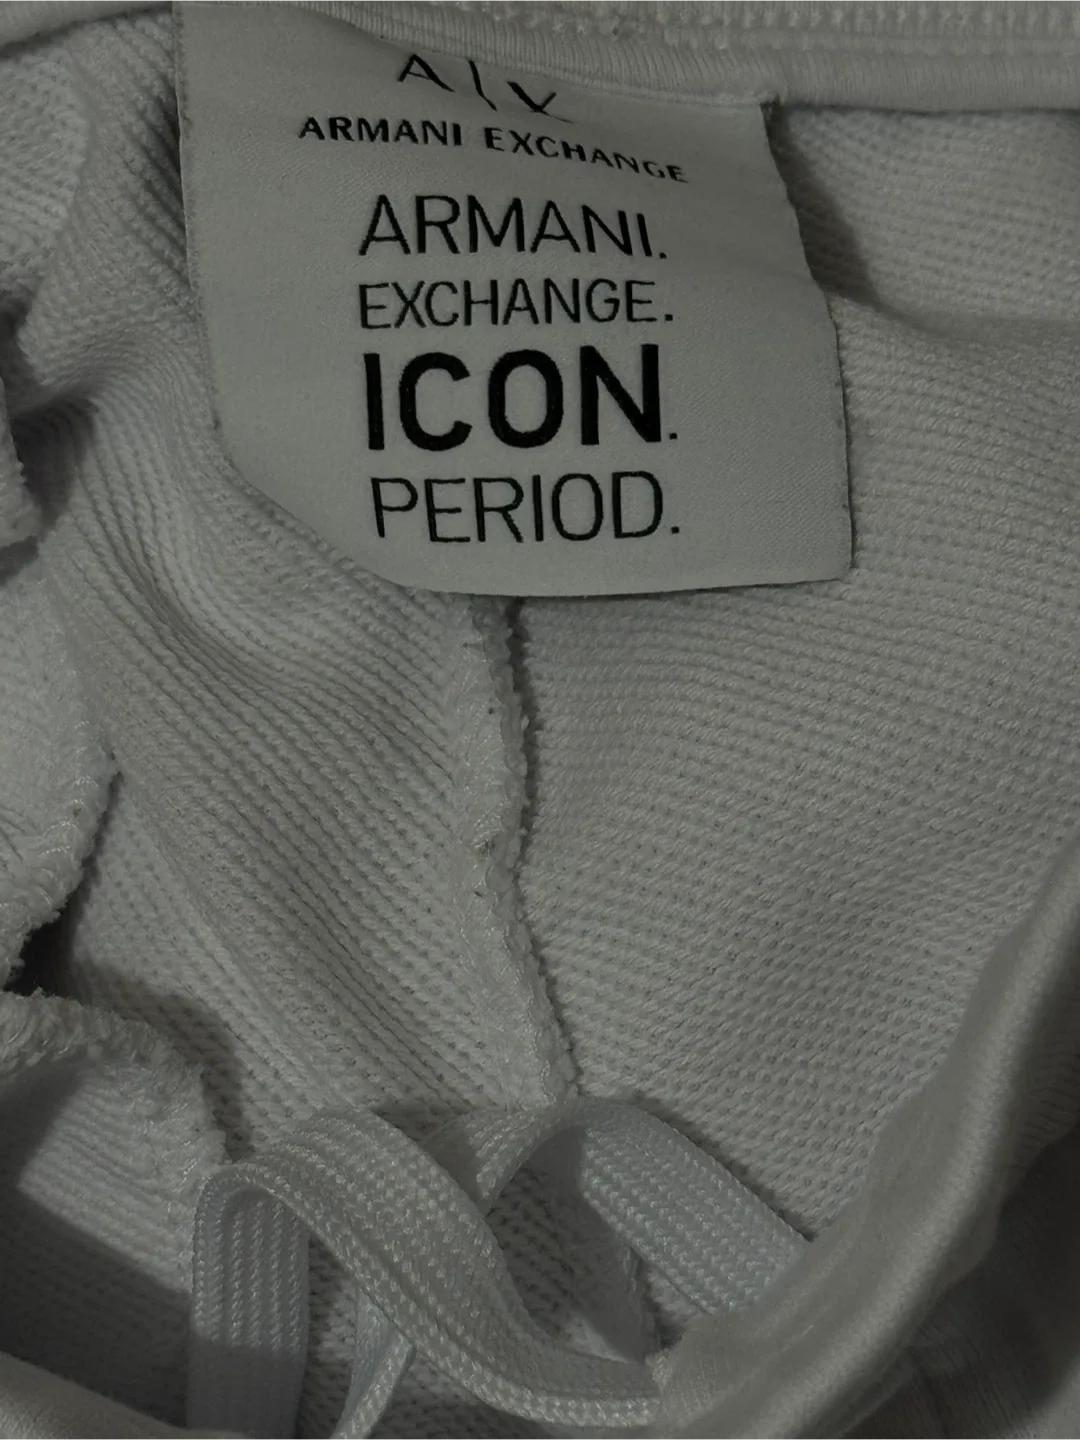 A|X
ARMANI EXCHANGE
ARMANI.
EXCHANGE.
ICON.
PERIOD.